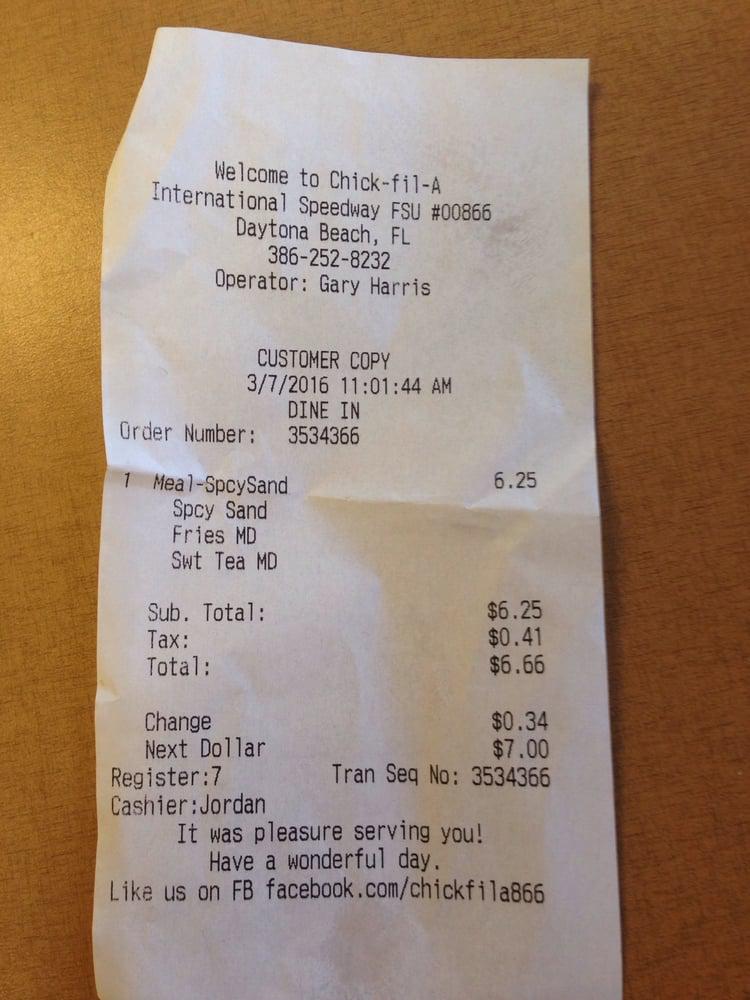 Welcome to Chick-fil-A
International Speedway FSU #00866
Daytona Beach, FL
386-252-8232
Operator: Gary Harris
CUSTOMER COPY
3/7/2016 11:01:44 AM
DINE IN
Order Number: 3534366
1 Meal-SpcySand 6.25
Spcy Sand
Fries MD
Swt Tea MD
Sub. Total: $6.25
Tax: $0.41
Total: $6.66
Change $0.34
Next Dollar $7.00
Register:7 Tran Seq No: 3534366
Cashier:Jordan
It was pleasure serving you!
Have a wonderful day.
Like us on FB facebook.com/chickfila866